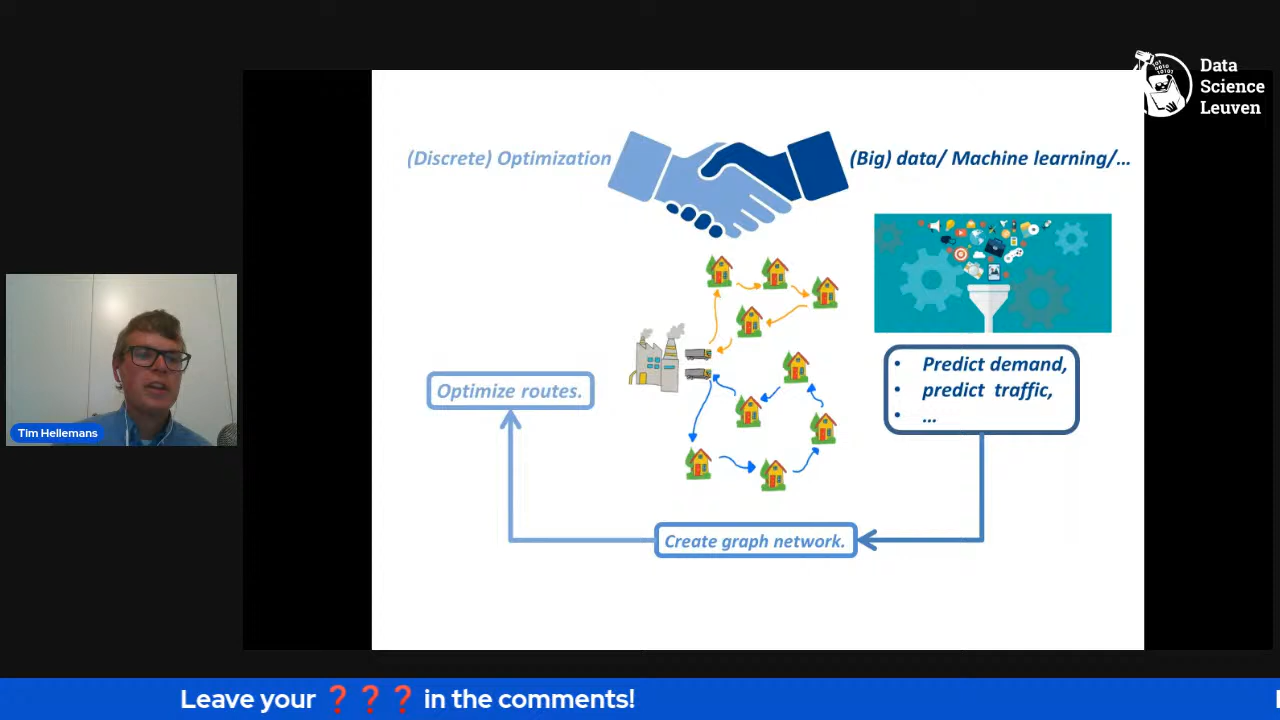 Data
Science
Leuven
(Discrete) Optimization
(Big) data/ Machine learning/...
• Predict demand,
• predict traffic,
• ...
Optimize routes.
Create graph network.
Tim Hellemans
Leave your ❓❓❓ in the comments!